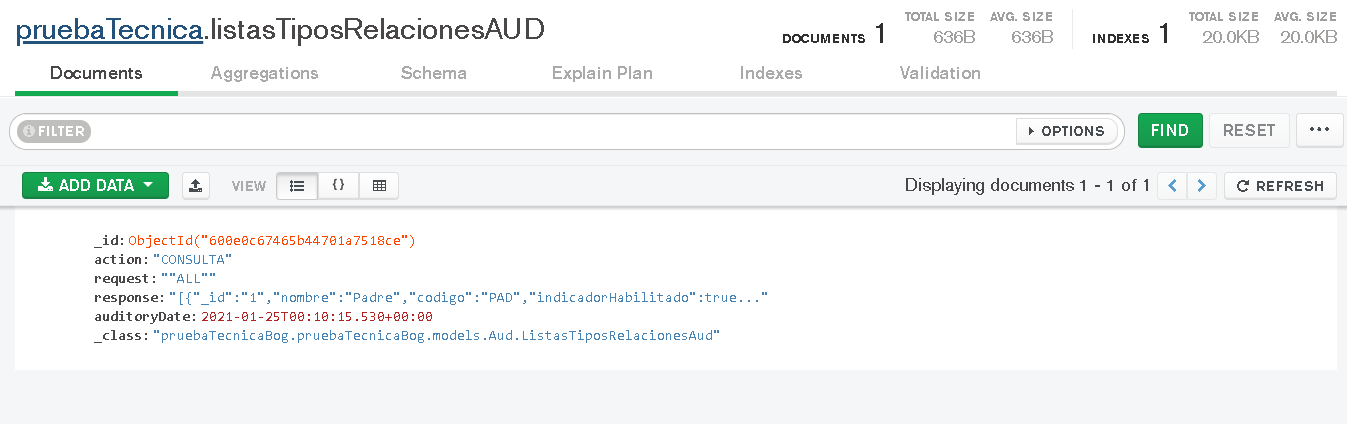 pruebaTecnica.listasTiposRelacionesAUD
DOCUMENTS 1 TOTAL SIZE 636B AVG. SIZE 636B INDEXES 1 TOTAL SIZE 20.0KB AVG. SIZE 20.0KB
Documents Aggregations Schema Explain Plan Indexes Validation
FILTER OPTIONS FIND RESET ...
ADD DATA VIEW {} Displaying documents 1 - 1 of 1 REFRESH
_id: ObjectId("600e0c67465b44701a7518ce")
action: "CONSULTA"
request: ""ALL""
response: "[{"_id":"1","nombre":"Padre","codigo":"PAD","indicadorHabilitado":true..."
auditoryDate: 2021-01-25T00:10:15.530+00:00
_class: "pruebaTecnicaBog.pruebaTecnicaBog.models.Aud.ListasTiposRelacionesAud"